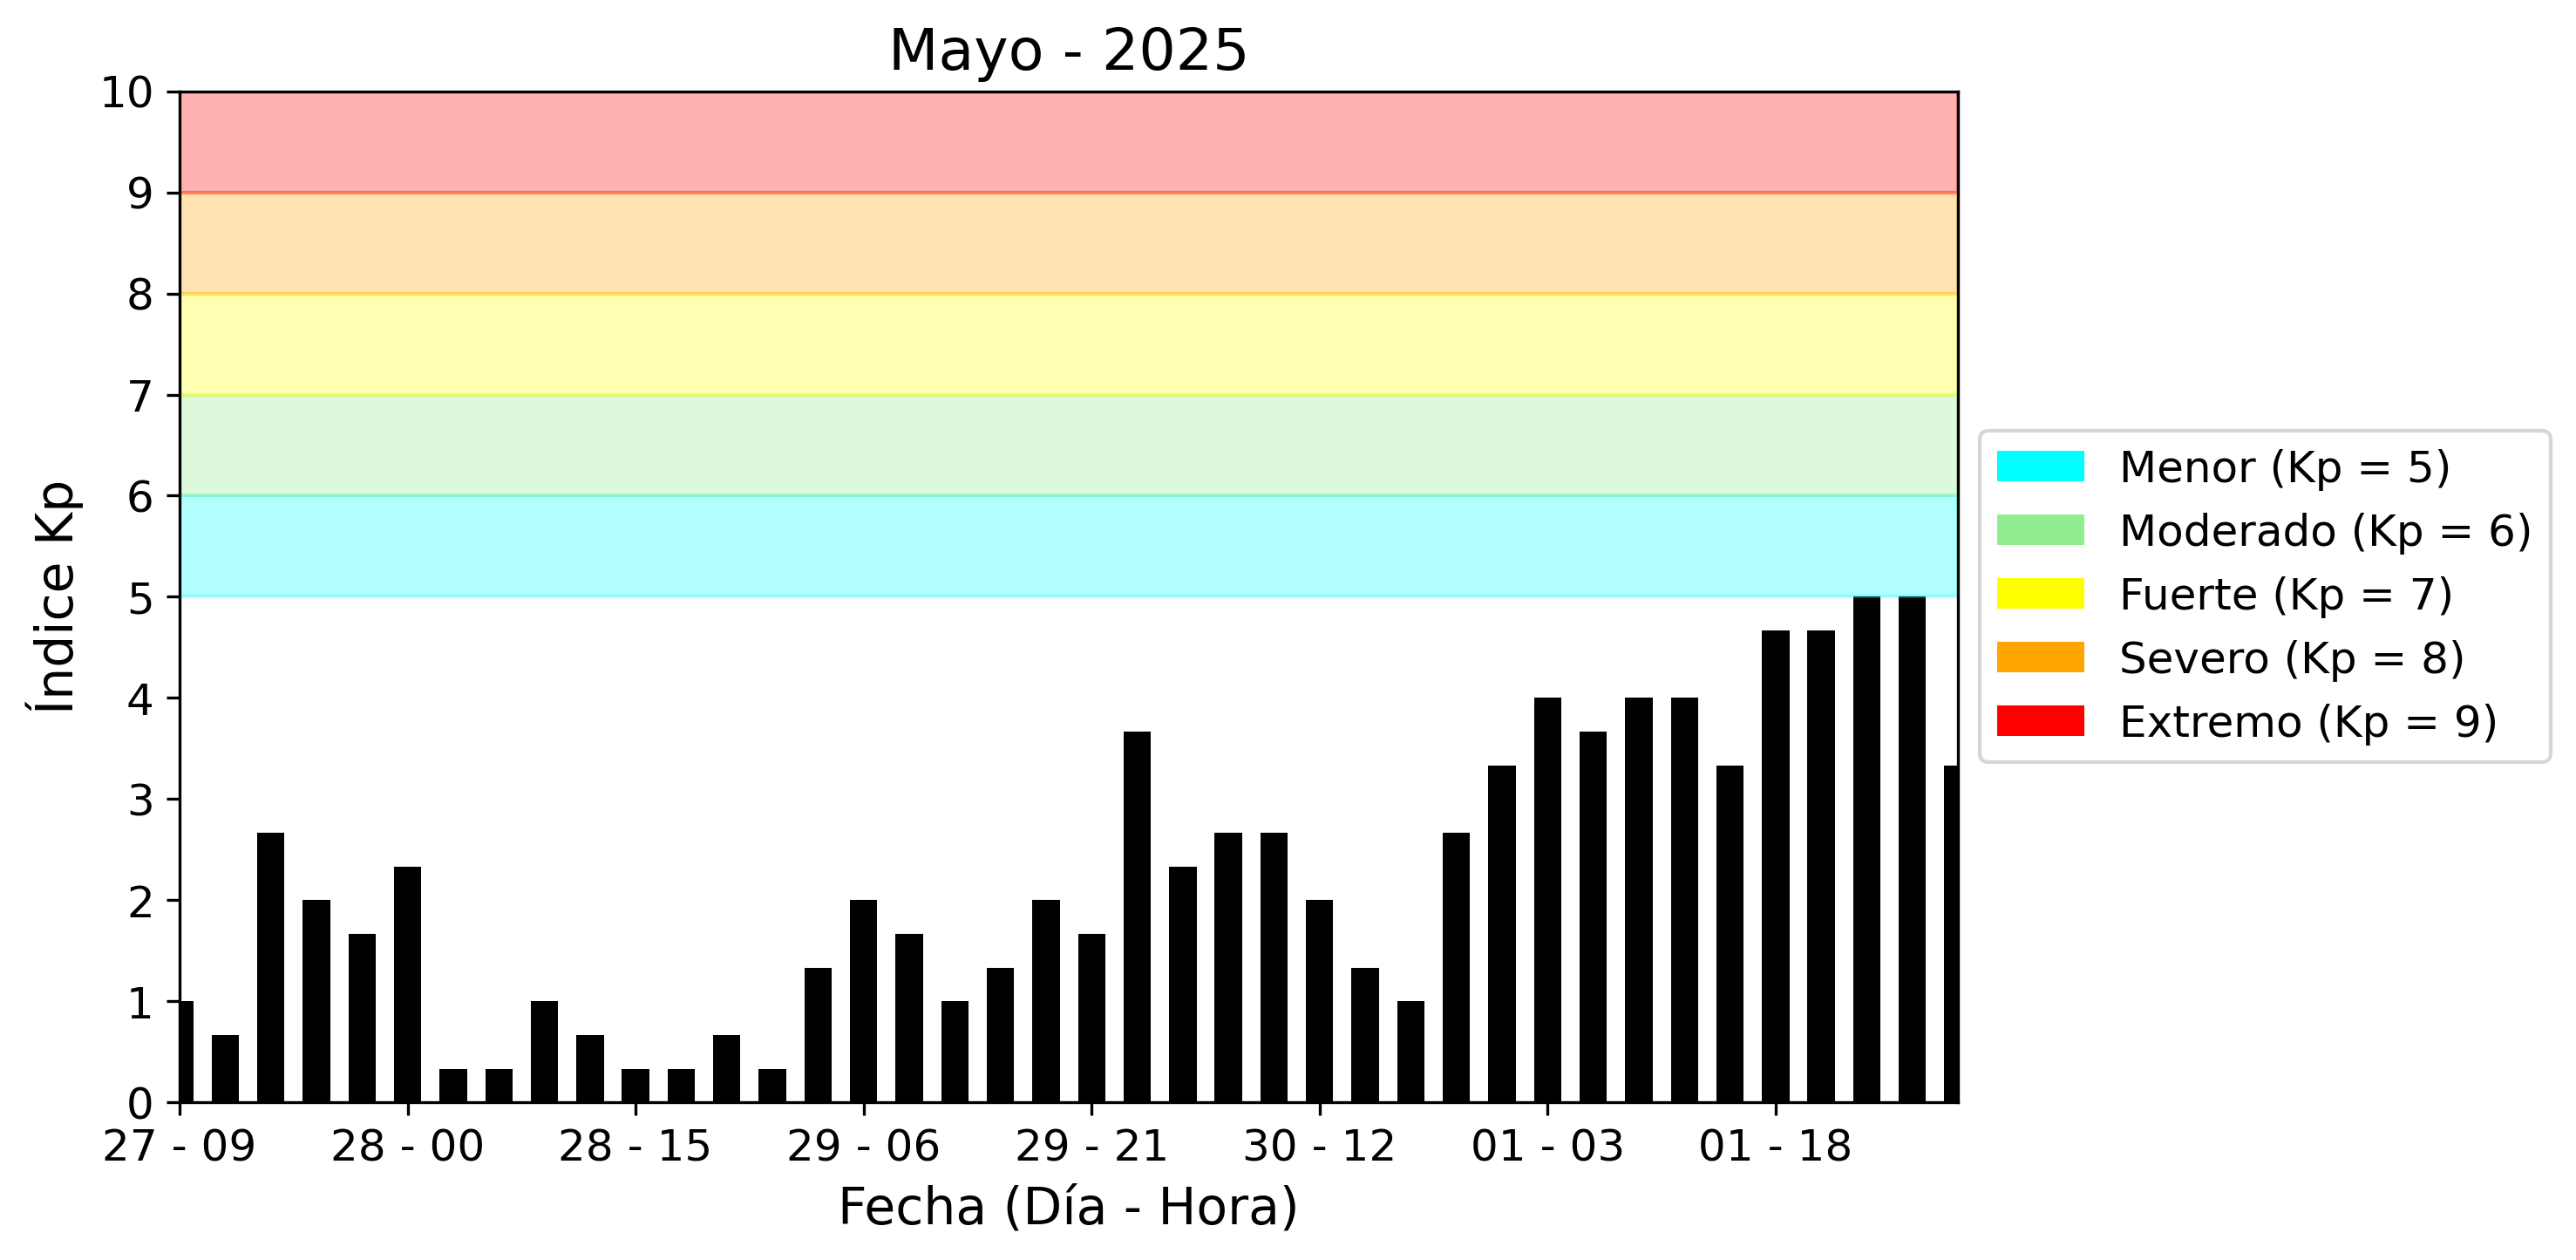 Mayo - 2025
10
9
8
7
6
5
4
3
2
1
0
Índice Kp
27 - 09
28 - 00
28 - 15
29 - 06
29 - 21
30 - 12
01 - 03
01 - 18
Fecha (Día - Hora)
Menor (Kp = 5)
Moderado (Kp = 6)
Fuerte (Kp = 7)
Severo (Kp = 8)
Extremo (Kp = 9)